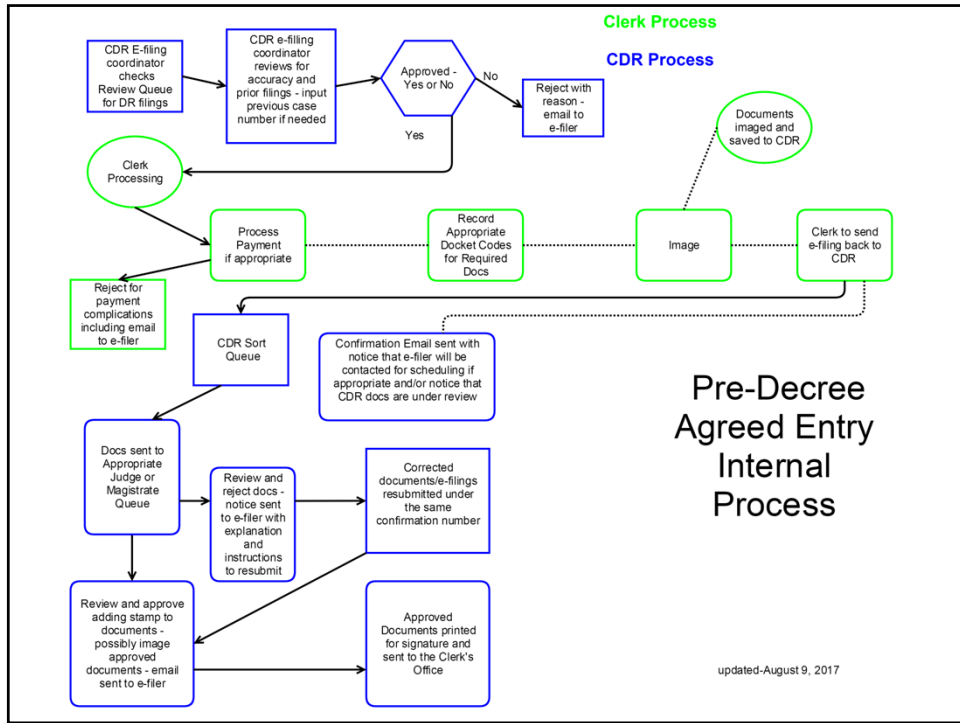 Clerk Process
CDR Process
CDR E-filing
coordinator
checks
Review Queue
for DR filings
CDR e-filling
coordinator
reviews for
accuracy and
prior filings - input
previous case
number if needed
Approved -
Yes or No
No
Reject with
reason -
email to
e-filer
Yes
Documents
imaged and
saved to CDR
Clerk
Processing
Process
Payment
if appropriate
Record
Appropriate
Docket Codes
for Required
Docs
Image
Clerk to send
e-filing back to
CDR
Reject for
payment
complications
including email
to e-filer
CDR Sort
Queue
Confirmation Email sent with
notice that e-filer will be
contacted for scheduling if
appropriate and/or notice that
CDR docs are under review
Pre-Decree
Agreed Entry
Internal
Process
Docs sent to
Appropriate
Judge or
Magistrate
Queue
Review and
reject docs -
notice sent
to e-filer with
explanation
and
instructions
to resubmit
Corrected
documents/e-filings
resubmitted under
the same
confirmation number
Review and approve
adding stamp to
documents -
possibly image
approved
documents - email
sent to e-filer
Approved
Documents printed
for signature and
sent to the Clerk's
Office
updated-August 9, 2017